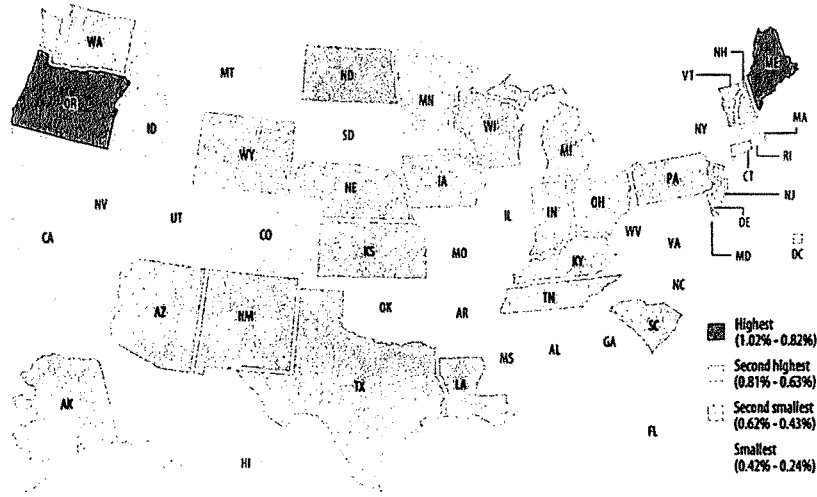 WA
MT
ND
MN
OR
ID
SD
WI
MI
WY
NH
VT
ME
NY
MA
RI
CT
NJ
DE
MD
DC
NE
IA
PA
NV
UT
CO
IL
IN
OH
WV
VA
CA
KS
MO
KY
NC
TN
AZ
NM
OK
AR
SC
MS
AL
GA
TX
LA
AK
HI
FL
Highest
(1.02% - 0.82%)
Second highest
(0.81% - 0.63%)
Second smallest
(0.62% - 0.43%)
Smallest
(0.42% - 0.24%)